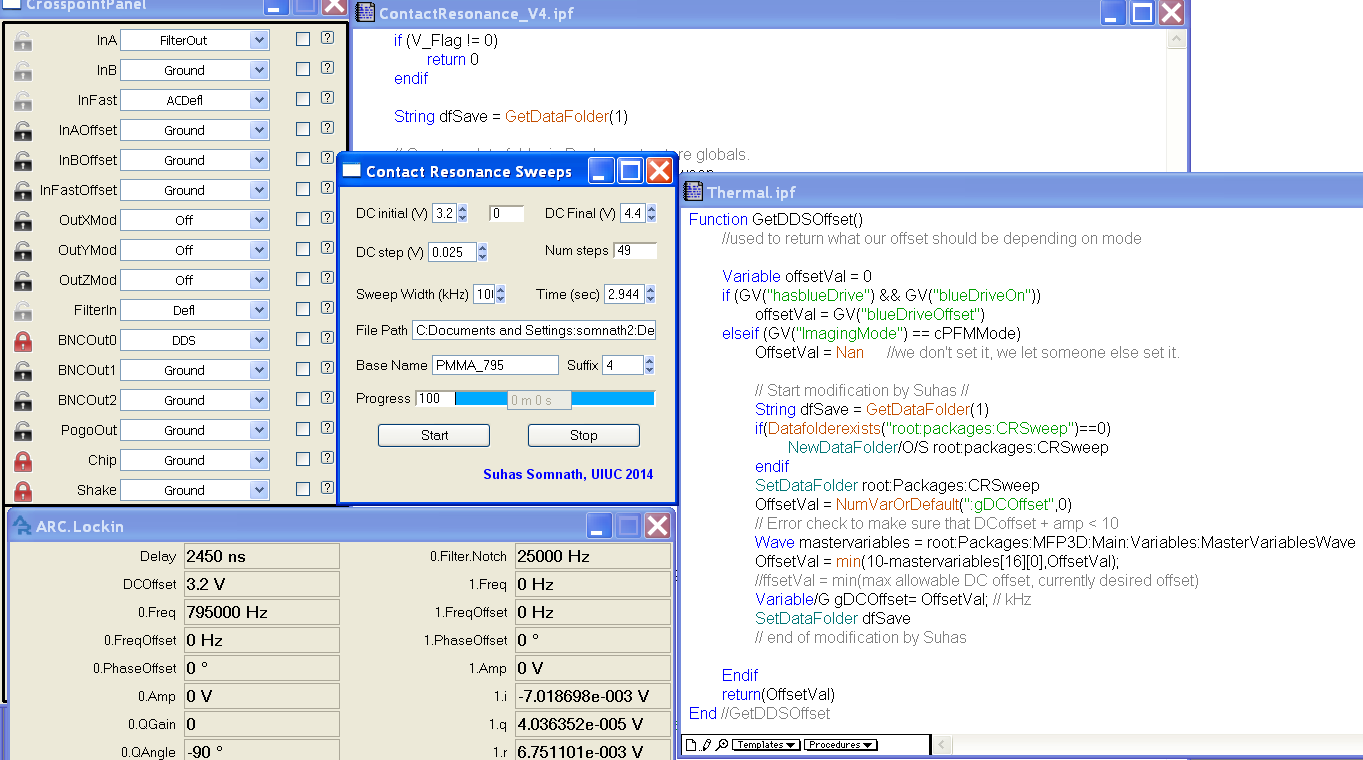 CrosspointPanel
InA FilterOut ?
InB Ground ?
InFast ACDefl ?
InAOffset Ground ?
InBOffset Ground ?
InFastOffset Ground ?
OutXMod Off ?
OutYMod Off ?
OutZMod Off ?
FilterIn Defl ?
BNCOut0 DDS ?
BNCOut1 Ground ?
BNCOut2 Ground ?
PogoOut Ground ?
Chip Ground ?
Shake Ground ?
ContactResonance_V4.ipf
if (V_Flag != 0)
return 0
endif
String dfSave = GetDataFolder(1)
globals.
Contact Resonance Sweeps
DC initial (V) 3.2 0 DC Final (V) 4.4
DC step (V) 0.025 Num steps 49
Sweep Width (kHz) Time (sec) 2.944
File Path C:Documents and Settings:somnath2:De
Base Name PMMA_795 Suffix 4
Progress 100 0 m 0 s
Start Stop
Suhas Somnath, UIUC 2014
Thermal.ipf
Function GetDDSOffset()
//used to return what our offset should be depending on mode
Variable offsetVal = 0
if (GV("hasblueDrive") && GV("blueDriveOn"))
offsetVal = GV("blueDriveOffset")
elseif (GV("ImagingMode") == cPFMMode)
OffsetVal = Nan //we don't set it, we let someone else set it.
// Start modification by Suhas //
String dfSave = GetDataFolder(1)
if(Datafolderexists("root:packages:CRSweep")==0)
NewDataFolder/O/S root:packages:CRSweep
endif
SetDataFolder root:Packages:CRSweep
OffsetVal = NumVarOrDefault(":gDCOffset",0)
// Error check to make sure that DCoffset + amp < 10
Wave mastervariables = root:Packages:MFP3D:Main:Variables:MasterVariablesWave
OffsetVal = min(10-mastervariables[16][0],OffsetVal);
//ffsetVal = min(max allowable DC offset, currently desired offset)
Variable/G gDCOffset= OffsetVal; // kHz
SetDataFolder dfSave
// end of modification by Suhas
Endif
return(OffsetVal)
End //GetDDSOffset
Templates Procedures
ARC.Lockin
Delay 2450 ns 0.Filter.Notch 25000 Hz
DCOffset 3.2 V 1.Freq 0 Hz
0.Freq 795000 Hz 1.FreqOffset 0 Hz
0.FreqOffset 0 Hz 1.PhaseOffset 0 °
0.PhaseOffset 0 ° 1.Amp 0 V
0.Amp 0 V 1.i -7.018698e-003 V
0.QGain 0 1.q 4.036352e-005 V
0.QAngle -90 ° 1.r 6.751101e-003 V